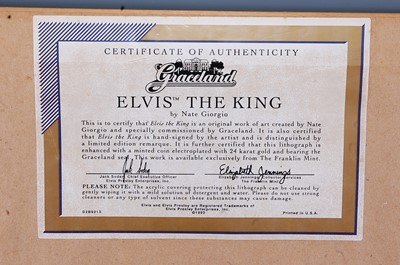 CERTIFICATE OF AUTHENTICITY
Graceland
ELVIS™ THE KING
by Nate Giorgio
This is to certify that Elvis the King is an original work of art created by Nate
Giorgio and specially commissioned by Graceland. It is also certified
that Elvis the King is hand-signed by the artist and is distinguished by
a limited edition remarque. It is further certified that this lithograph is
enhanced with a minted coin electroplated with 24 karat gold and bearing the
Graceland seal. This work is available exclusively from The Franklin Mint.
Jack Soden, Chief Executive Officer
Elvis Presley Enterprises, Inc.
Elizabeth Jennings
Elizabeth Jennings, Collector Services
The Franklin Mint
PLEASE NOTE: The acrylic covering protecting this lithograph can be cleaned by
gently wiping it with a mild solution of detergent and water. Please do not use strong
cleaners or any type of solvent since these substances may cause damage.
Elvis and Elvis Presley are Registered Trademarks of
Elvis Presley Enterprises, Inc.
©1992
Printed in U.S.A.